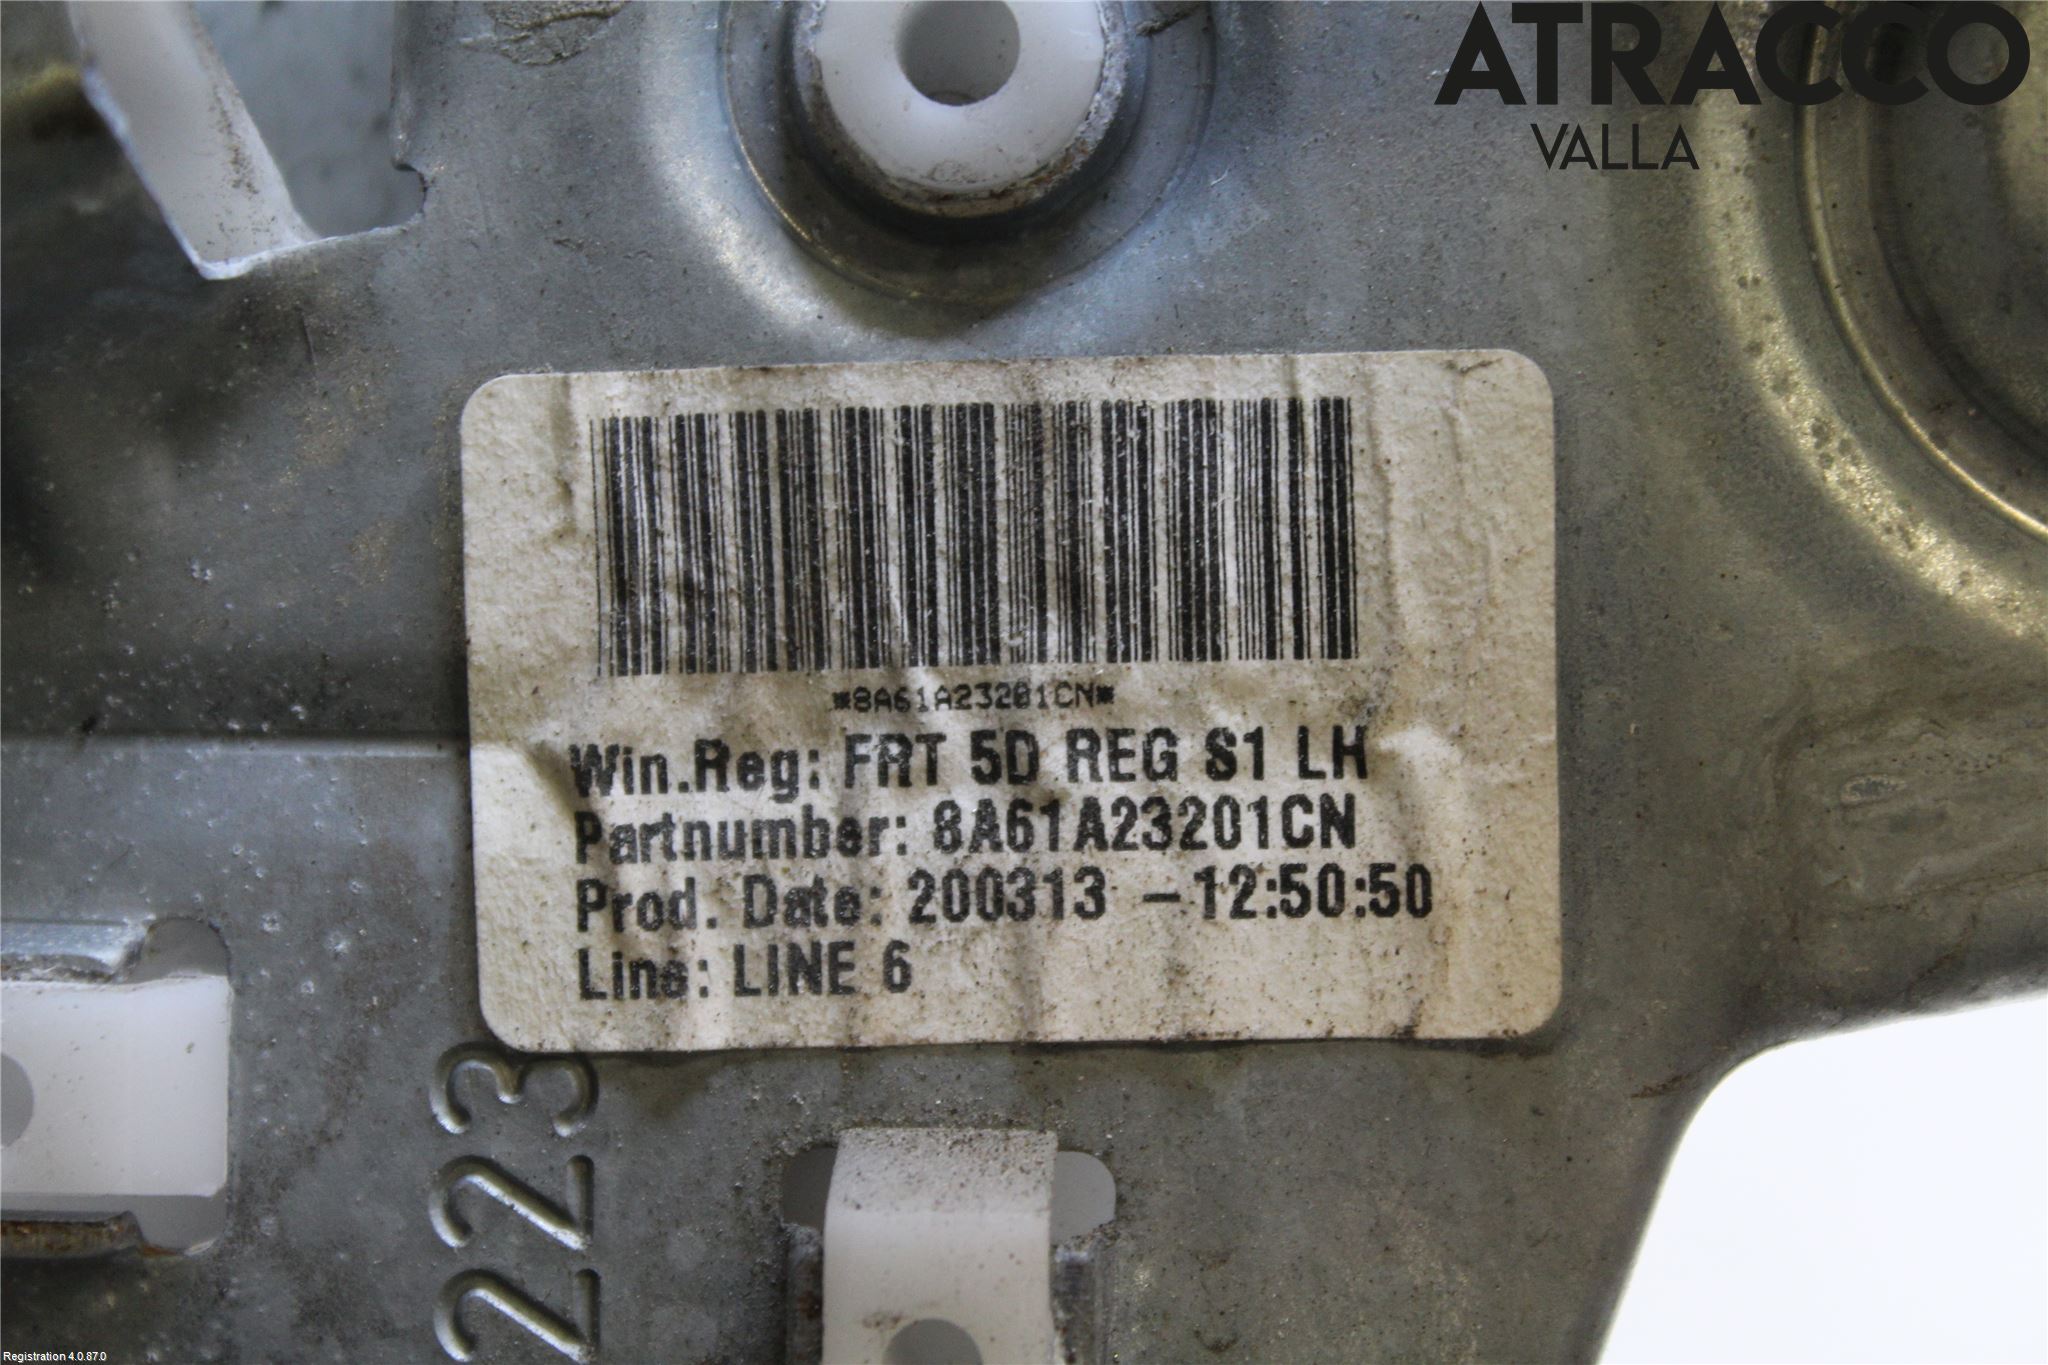 ATRACCO
VALLA
*8A61A23201CN*
Win.Reg: FRT 5D REG S1 LH
Partnumber: 8A61A23201CN
Prod. Date: 200313 -12:50:50
Line: LINE 6
223
Registration 4.0.87.0